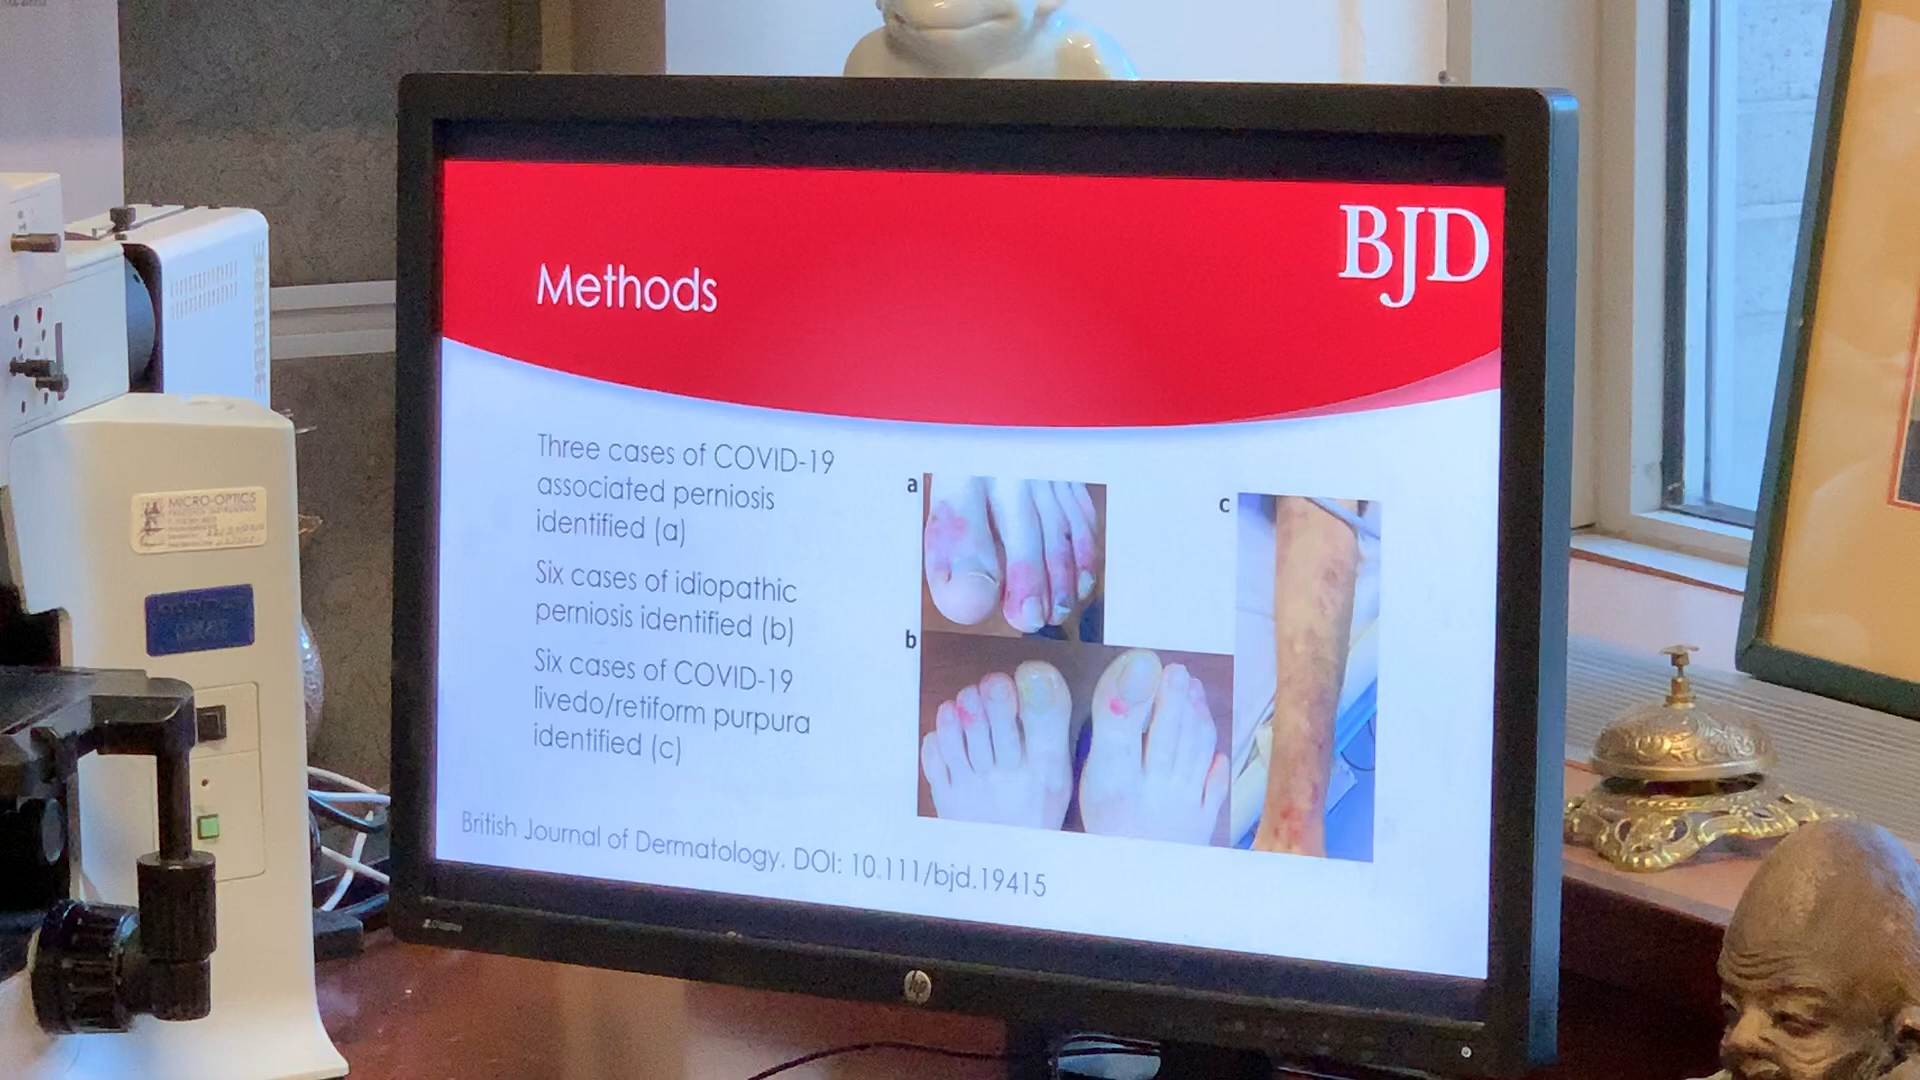 BJD
Methods
Three cases of COVID-19
associated perniosis
identified (a)
Six cases of idiopathic
perniosis identified (b)
Six cases of COVID-19
livedo/retiform purpura
identified (c)
a
b
c
British Journal of Dermatology. DOI: 10.111/bjd.19415
hp
MICRO-OPTICS